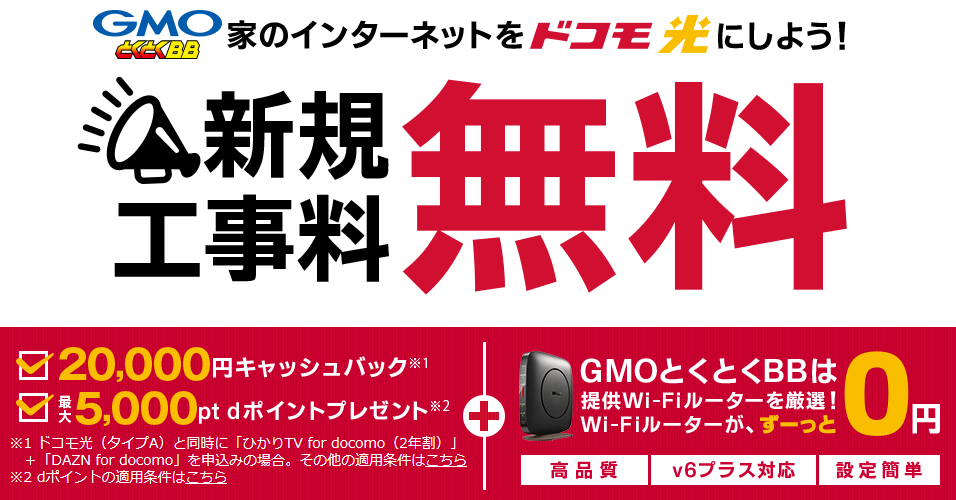 GMO とくとくBB 家のインターネットを ドコモ光 にしよう!
新規工事料 無料
20,000円キャッシュバック※1
最大5,000pt dポイントプレゼント※2
※1 ドコモ光(タイプA)と同時に「ひかりTV for docomo(2年割)」
+「DAZN for docomo」を申込みの場合。その他の適用条件はこちら
※2 dポイントの適用条件はこちら
GMOとくとくBBは
提供Wi-Fiルーターを厳選!
Wi-Fiルーターが、ずーっと0円
高品質 v6プラス対応 設定簡単